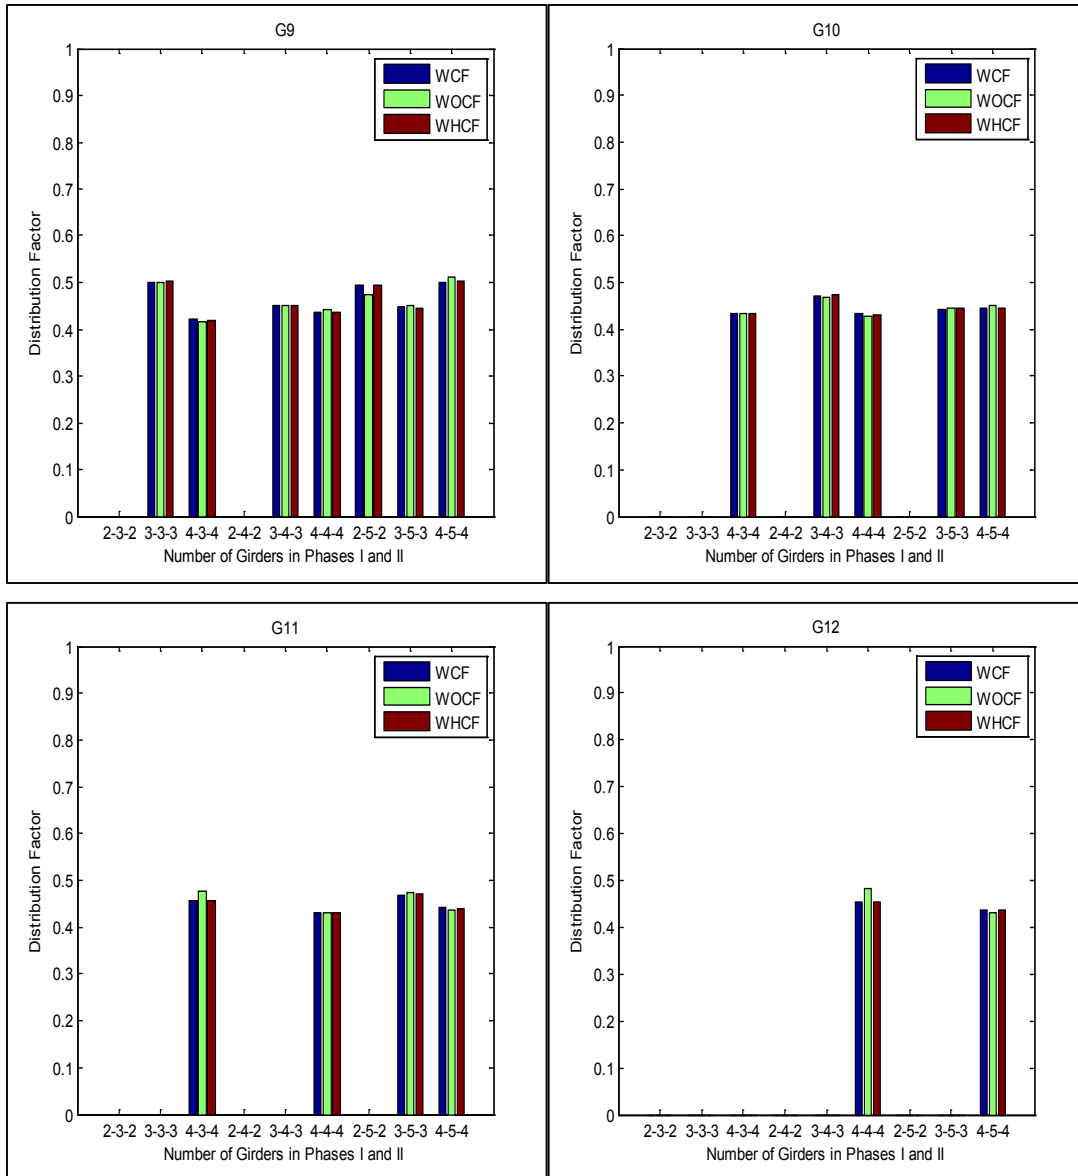 G9
1
0.9
0.8
0.7
0.6
0.5
0.4
0.3
0.2
0.1
0
Distribution Factor
WCF
WOCF
WHCF
2-3-2 3-3-3 4-3-4 2-4-2 3-4-3 4-4-4 2-5-2 3-5-3 4-5-4
Number of Girders in Phases I and II
G10
1
0.9
0.8
0.7
0.6
0.5
0.4
0.3
0.2
0.1
0
Distribution Factor
WCF
WOCF
WHCF
2-3-2 3-3-3 4-3-4 2-4-2 3-4-3 4-4-4 2-5-2 3-5-3 4-5-4
Number of Girders in Phases I and II
G11
1
0.9
0.8
0.7
0.6
0.5
0.4
0.3
0.2
0.1
0
Distribution Factor
WCF
WOCF
WHCF
2-3-2 3-3-3 4-3-4 2-4-2 3-4-3 4-4-4 2-5-2 3-5-3 4-5-4
Number of Girders in Phases I and II
G12
1
0.9
0.8
0.7
0.6
0.5
0.4
0.3
0.2
0.1
0
Distribution Factor
WCF
WOCF
WHCF
2-3-2 3-3-3 4-3-4 2-4-2 3-4-3 4-4-4 2-5-2 3-5-3 4-5-4
Number of Girders in Phases I and II